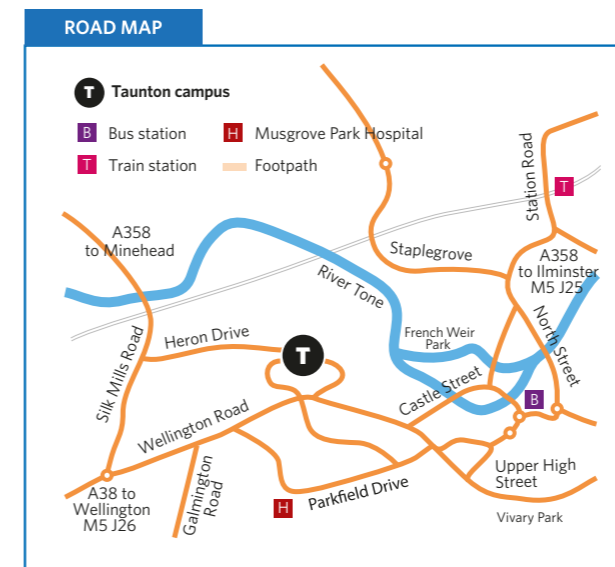 ROAD MAP
T Taunton campus
B Bus station
H Musgrove Park Hospital
T Train station
Footpath
Station Road
T
A358
to Minehead
Staplegrove
A358
to Ilminster
M5 J25
River Tone
Heron Drive
T
French Weir
Park
North Street
Silk Mills Road
Castle Street
B
Wellington Road
Galmington
Road
Upper High
Street
A38 to
Wellington
M5 J26
H
Parkfield Drive
Vivary Park